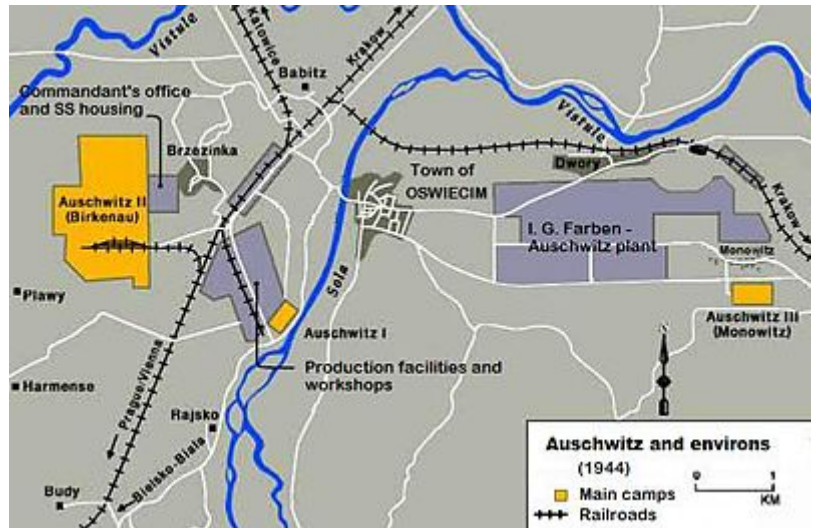 Vistule
Katowice
Krakow
Babitz
Commandant's office
and SS housing
Brzezinka
Vistule
Dwory
Town of
OSWIECIM
Krakow
Auschwitz II
(Birkenau)
I. G. Farben -
Auschwitz plant
Monowitz
Sola
Plawy
Auschwitz III
(Monowitz)
Auschwitz I
N
Production facilities and
workshops
Prague/Vienna
Harmense
Rajsko
Bielsko-Biala
Budy
Auschwitz and environs
(1944)
0 1
KM
Main camps
Railroads